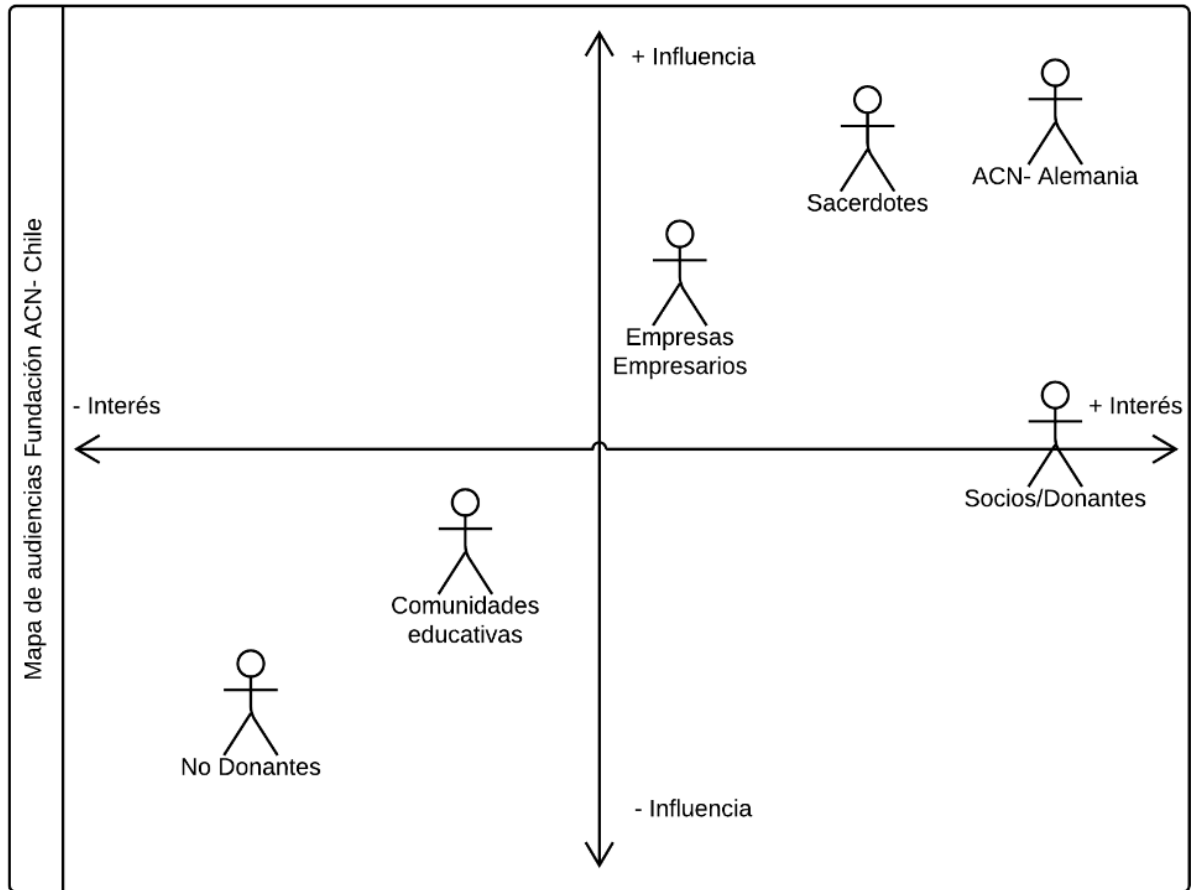 Mapa de audiencias Fundación ACN- Chile
+ Influencia
ACN- Alemania
Sacerdotes
Empresas
Empresarios
- Interés
+ Interés
Socios/Donantes
Comunidades
educativas
No Donantes
- Influencia